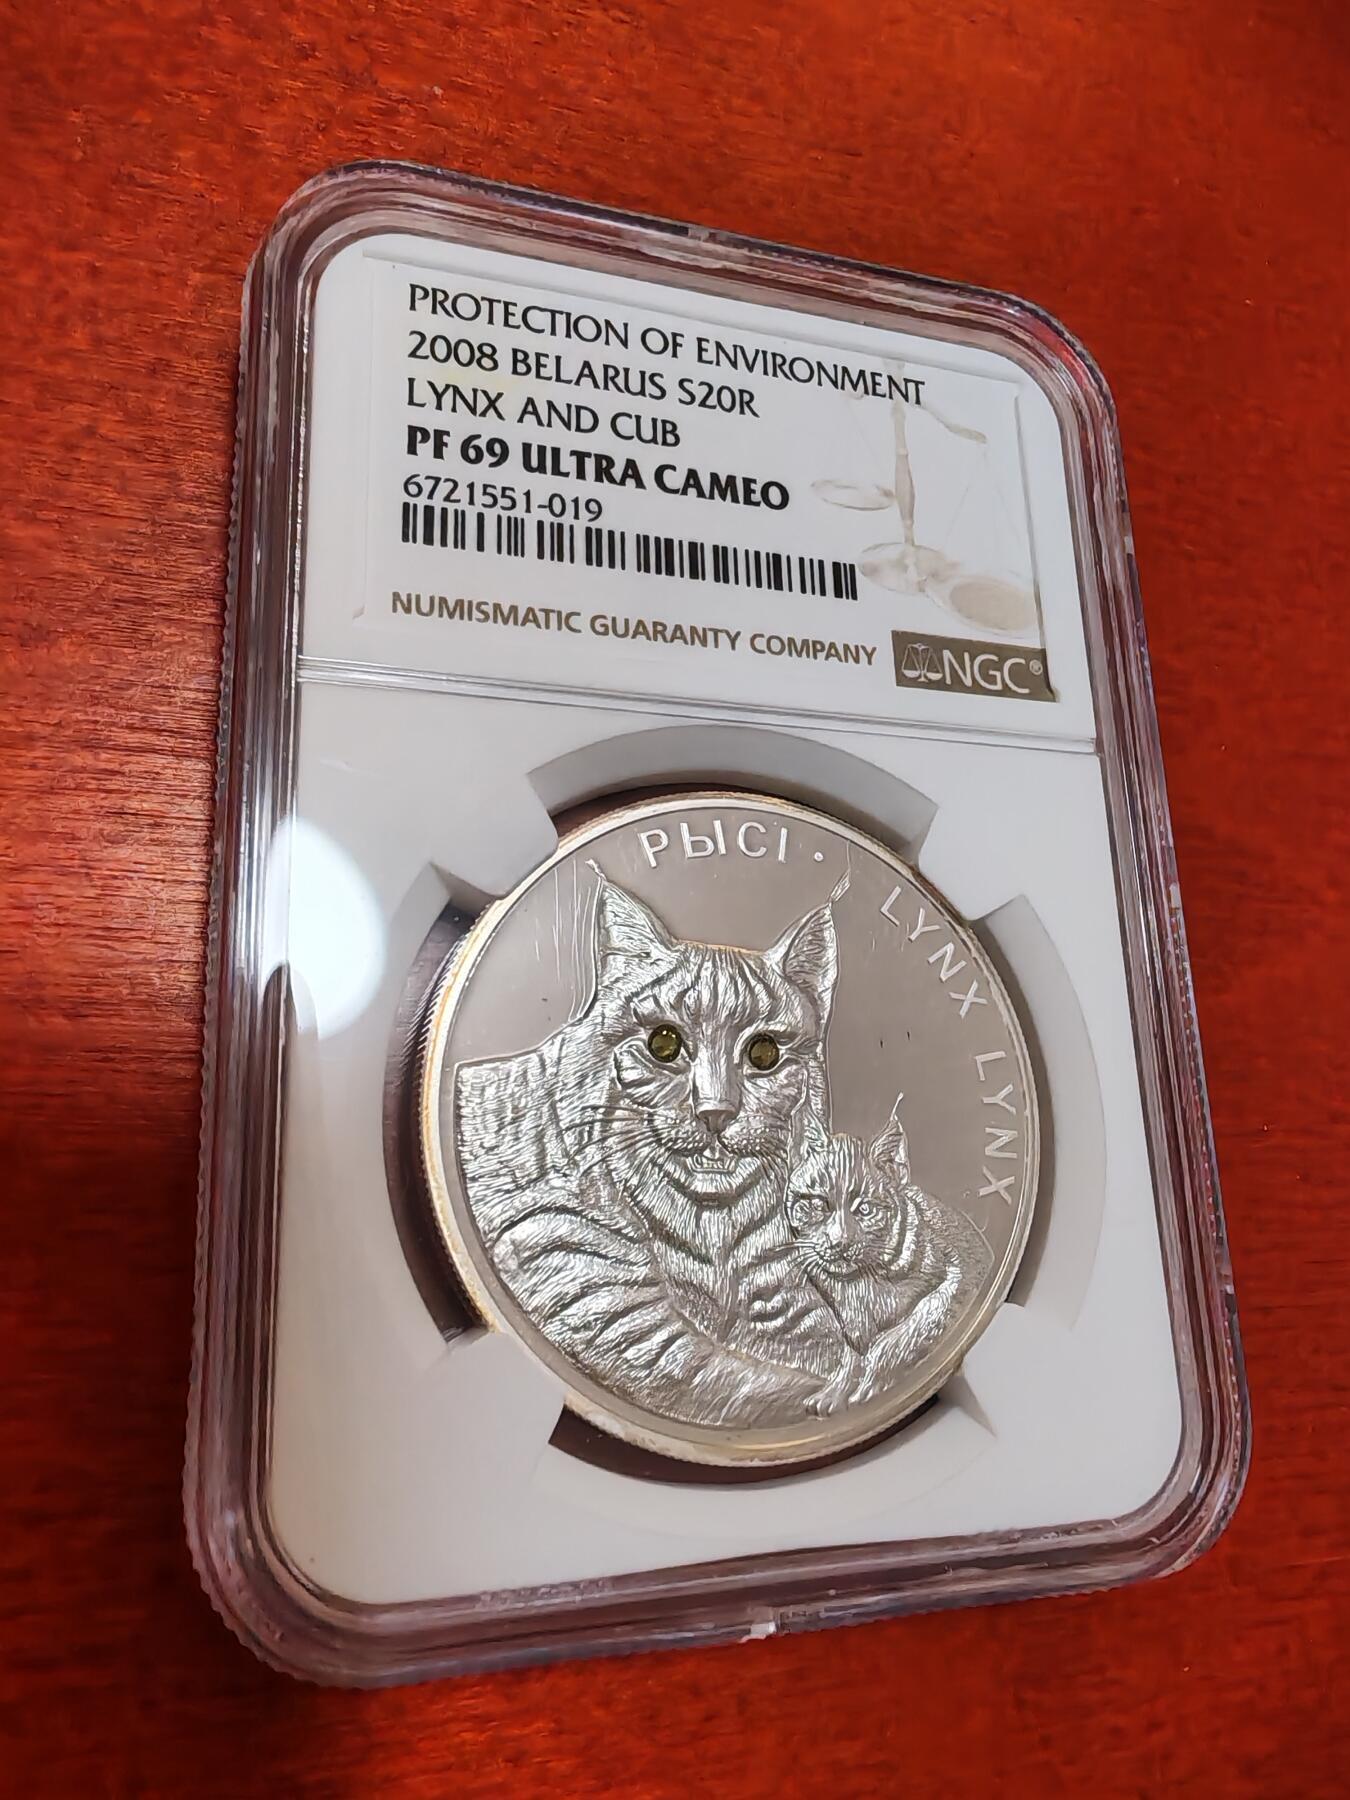 PROTECTION OF ENVIRONMENT
2008 BELARUS S20R
LYNX AND CUB
PF 69 ULTRA CAMEO
6721551-019
NUMISMATIC GUARANTY COMPANY
NGC®
РЫСІ · LYNX LYNX